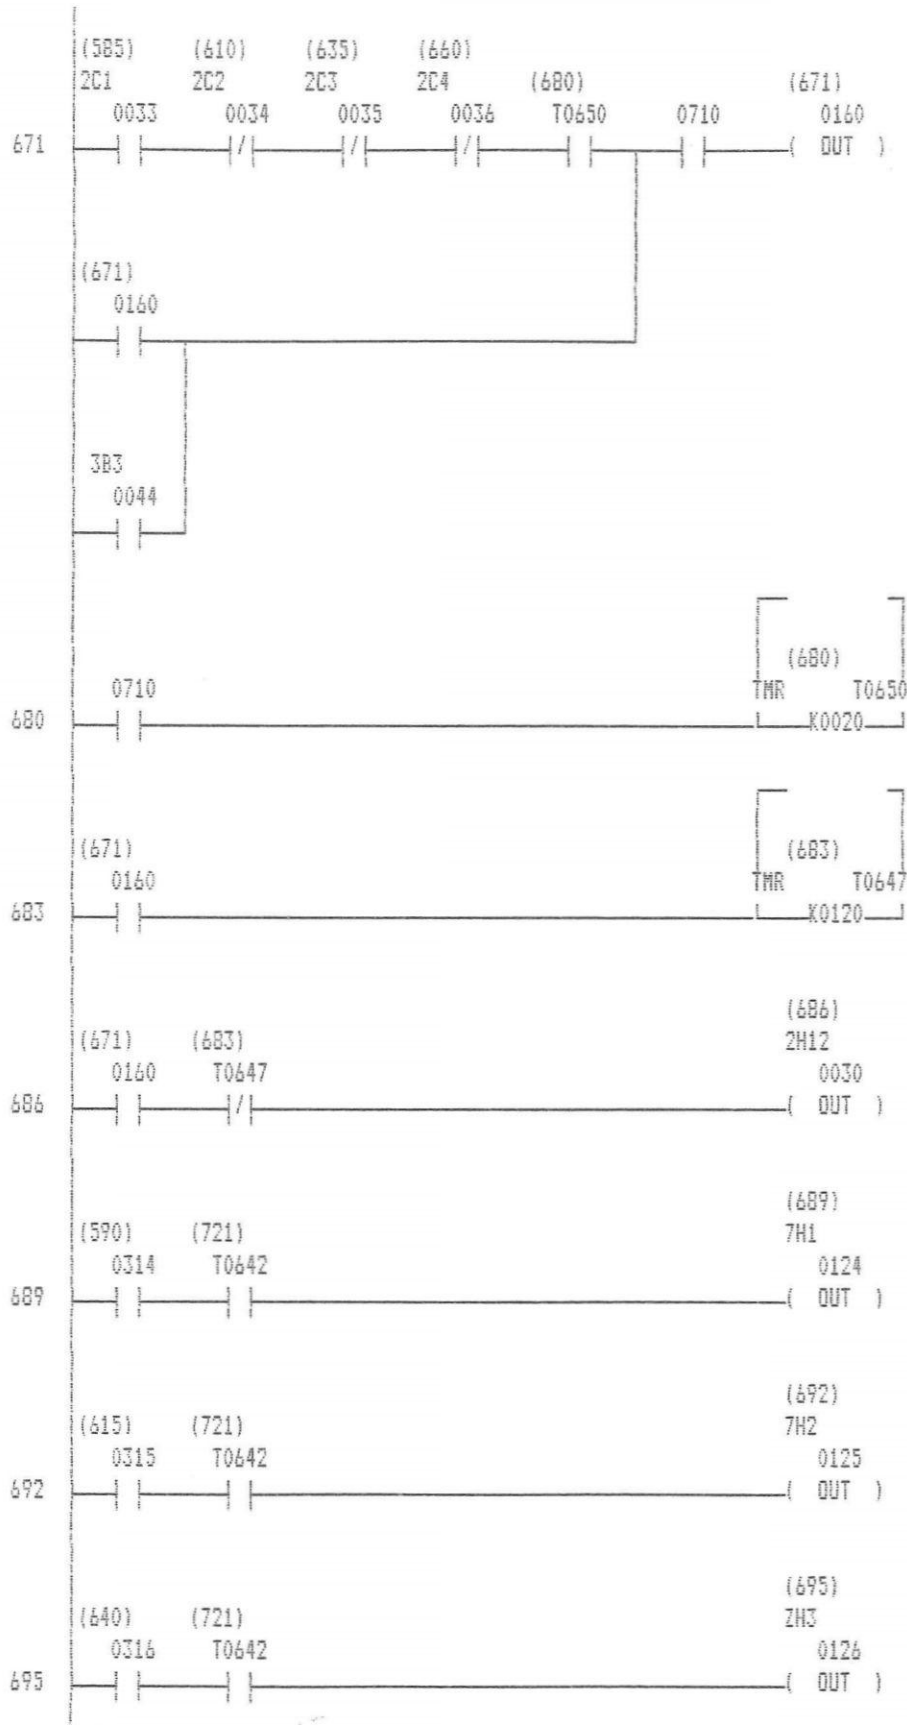 (585) (610) (635) (660)
2C1 2C2 2C3 2C4 (680) (671)
0033 0034 0035 0036 T0650 0710 0160
671 ( OUT )
(671)
0160
3B3
0044
(680)
0710 TMR T0650
680 K0020
(671) (683)
0160 TMR T0647
683 K0120
(686)
(671) (683) 2H12
0160 T0647 0030
686 ( OUT )
(689)
(590) (721) 7H1
0314 T0642 0124
689 ( OUT )
(692)
(615) (721) 7H2
0315 T0642 0125
692 ( OUT )
(695)
(640) (721) ZH3
0316 T0642 0126
695 ( OUT )